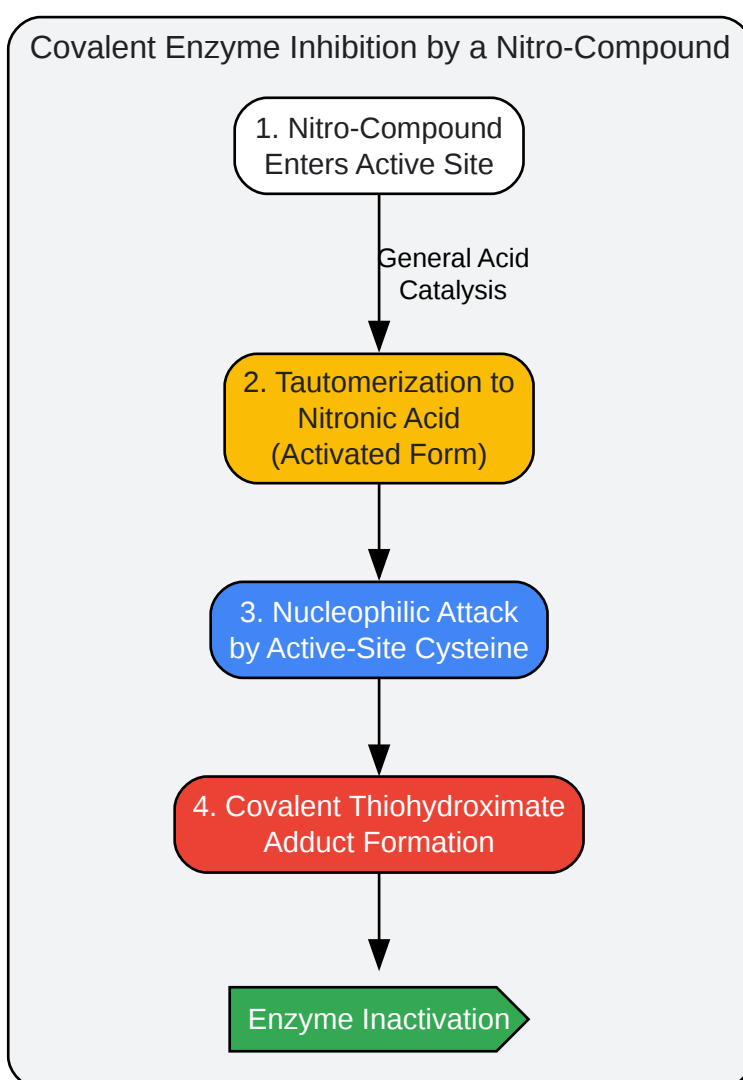 Covalent Enzyme Inhibition by a Nitro-Compound
1. Nitro-Compound
Enters Active Site
General Acid
Catalysis
2. Tautomerization to
Nitronic Acid
(Activated Form)
3. Nucleophilic Attack
by Active-Site Cysteine
4. Covalent Thiohydroximate
Adduct Formation
Enzyme Inactivation